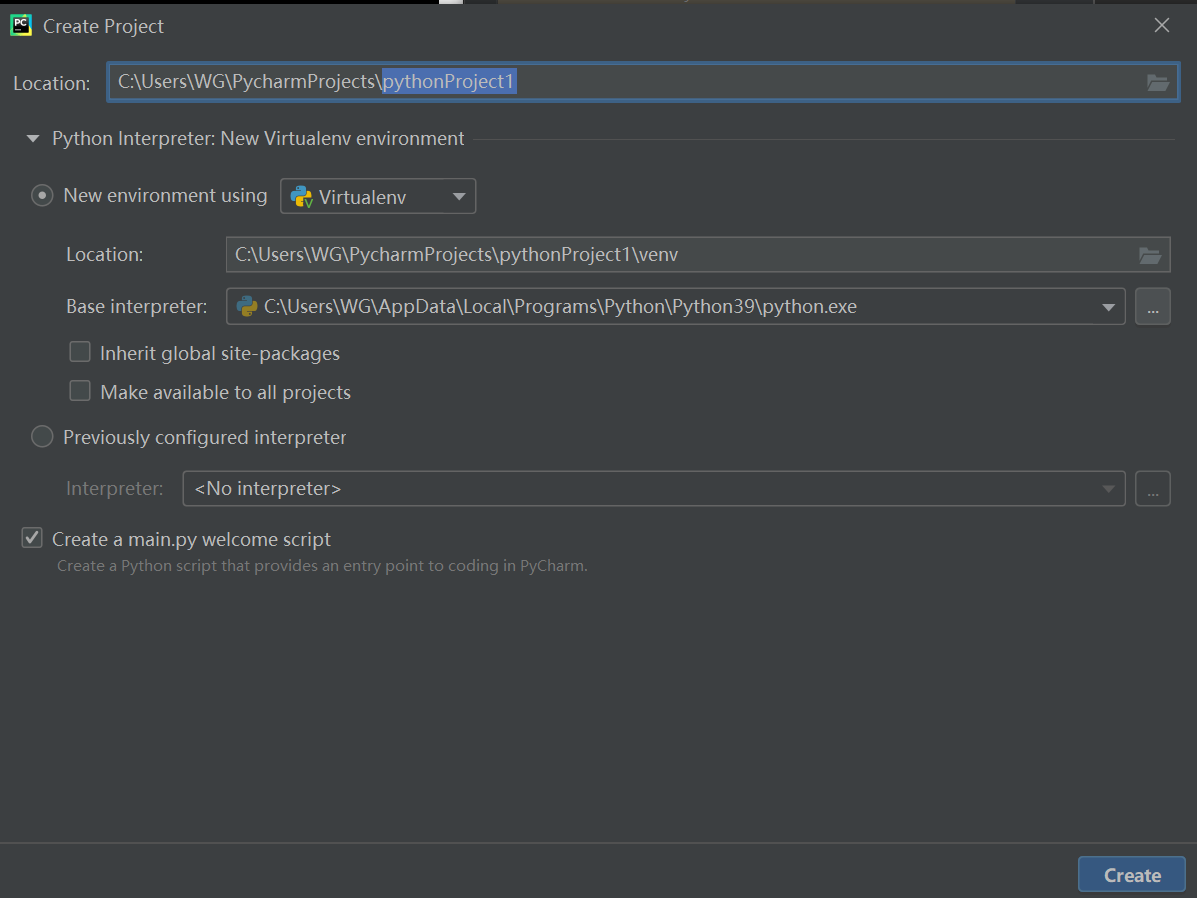 PC
Create Project
Location: C:\Users\WG\PycharmProjects\pythonProject1
Python Interpreter: New Virtualenv environment
New environment using Virtualenv
Location: C:\Users\WG\PycharmProjects\pythonProject1\venv
Base interpreter: C:\Users\WG\AppData\Local\Programs\Python\Python39\python.exe ...
Inherit global site-packages
Make available to all projects
Previously configured interpreter
Interpreter: <No interpreter> ...
Create a main.py welcome script
Create a Python script that provides an entry point to coding in PyCharm.
Create